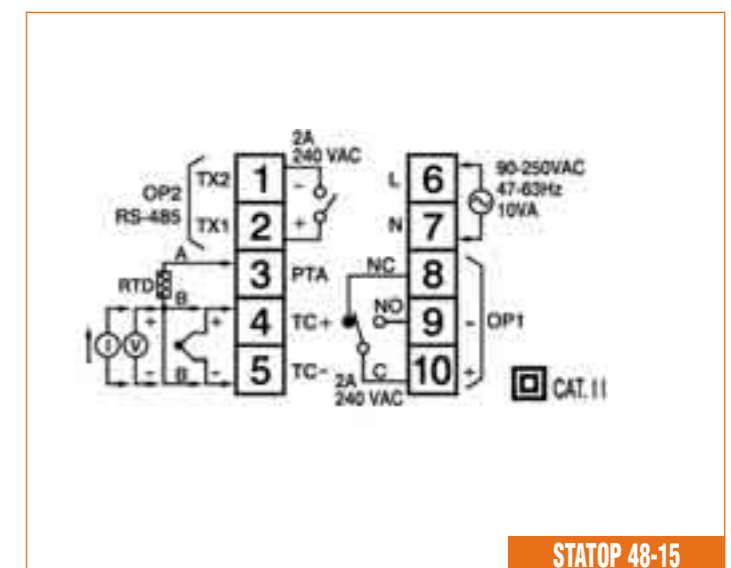 2A
240 VAC
OP2
RS-485
TX2
TX1
1
2
3
4
5
-
+
A
RTD
B
B
PTA
TC+
TC-
I
V
+
-
+
-
L
N
6
7
8
9
10
90-250VAC
47-63Hz
10VA
NC
NO
C
2A
240 VAC
-
+
OP1
CAT. II
STATOP 48-15